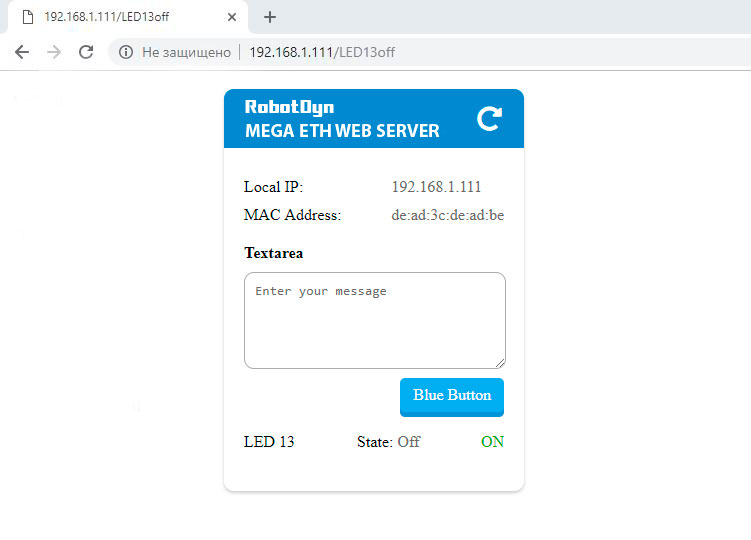 192.168.1.111/LED13off
Не защищено
192.168.1.111/LED13off
RobotDyn
MEGA ETH WEB SERVER
Local IP: 192.168.1.111
MAC Address: de:ad:3c:de:ad:be
Textarea
Enter your message
Blue Button
LED 13 State: Off ON